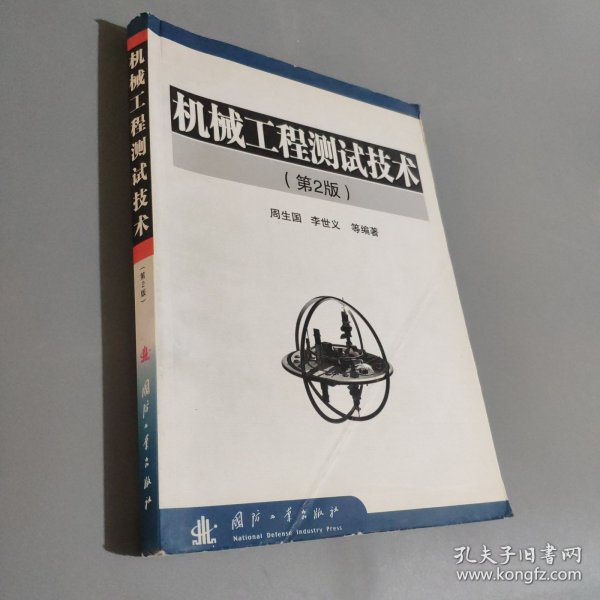 机械工程测试技术
（第2版）
周生国 李世义 等编著
国防工业出版社
National Defense Industry Press
机械工程测试技术
（第2版）
国防工业出版社
孔夫子旧书网
www.kongfz.com